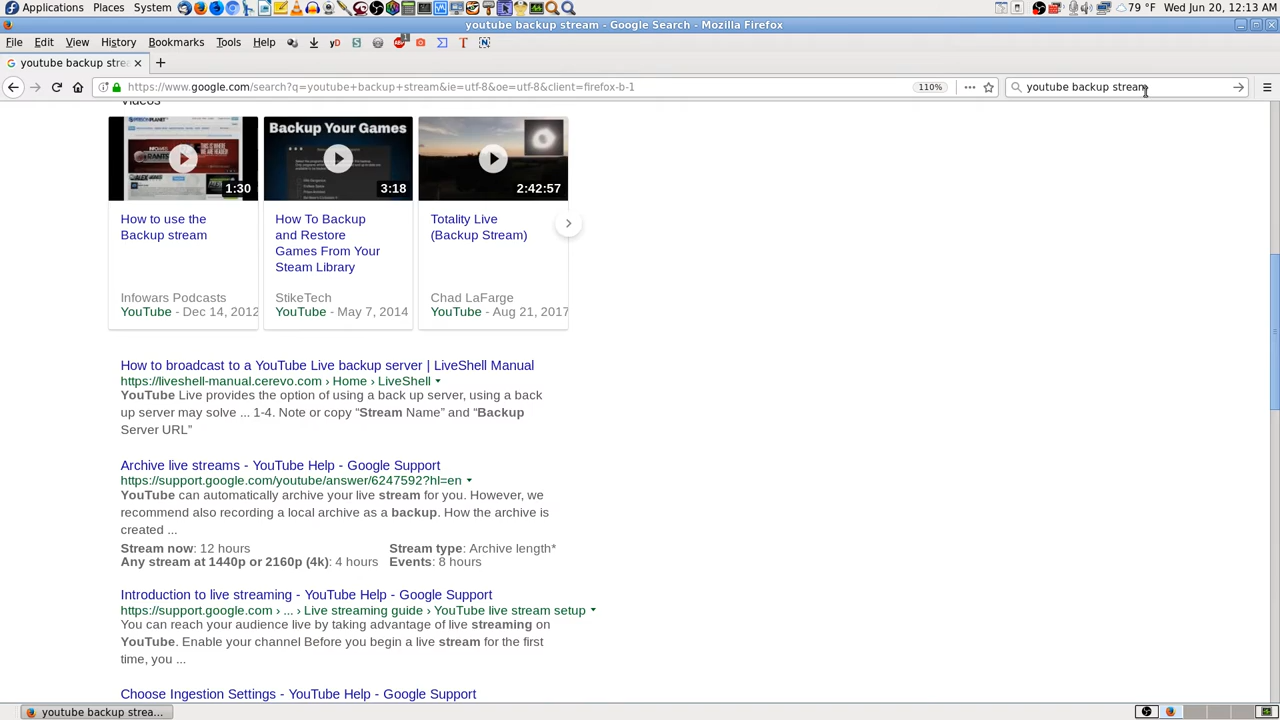 Applications Places System 79 °F Wed Jun 20, 12:13 AM
youtube backup stream - Google Search - Mozilla Firefox
File Edit View History Bookmarks Tools Help
youtube backup strea
https://www.google.com/search?q=youtube+backup+stream&ie=utf-8&oe=utf-8&client=firefox-b-1 110% youtube backup stream
Videos
Backup Your Games
1:30 3:18 2:42:57
How to use the
Backup stream
Infowars Podcasts
YouTube - Dec 14, 2012
How To Backup
and Restore
Games From Your
Steam Library
StikeTech
YouTube - May 7, 2014
Totality Live
(Backup Stream)
Chad LaFarge
YouTube - Aug 21, 2017
How to broadcast to a YouTube Live backup server | LiveShell Manual
https://liveshell-manual.cerevo.com › Home › LiveShell
YouTube Live provides the option of using a back up server, using a back
up server may solve ... 1-4. Note or copy “Stream Name” and “Backup
Server URL”
Archive live streams - YouTube Help - Google Support
https://support.google.com/youtube/answer/6247592?hl=en
YouTube can automatically archive your live stream for you. However, we
recommend also recording a local archive as a backup. How the archive is
created ...
Stream now: 12 hours Stream type: Archive length*
Any stream at 1440p or 2160p (4k): 4 hours Events: 8 hours
Introduction to live streaming - YouTube Help - Google Support
https://support.google.com › ... › Live streaming guide › YouTube live stream setup
You can reach your audience live by taking advantage of live streaming on
YouTube. Enable your channel Before you begin a live stream for the first
time, you ...
Choose Ingestion Settings - YouTube Help - Google Support
youtube backup strea...